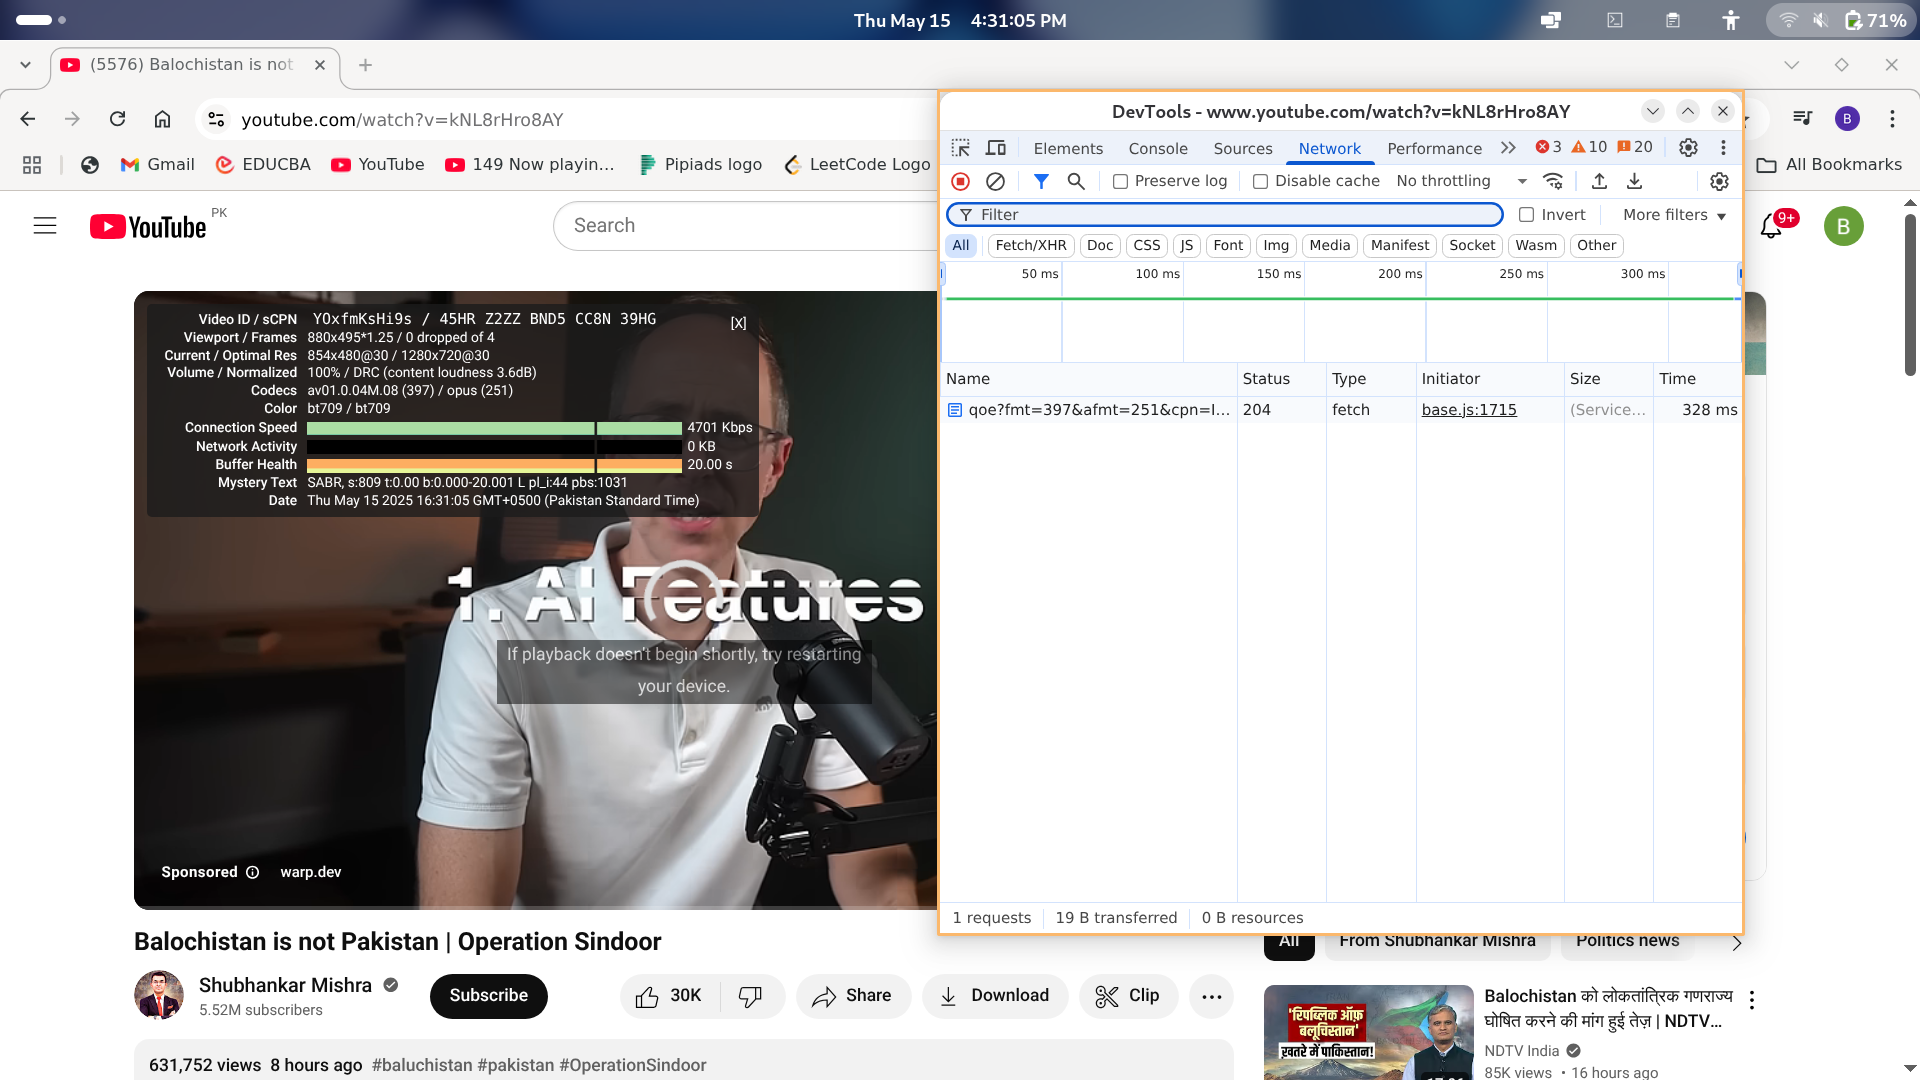 Thu May 15 4:31:05 PM
71%
(5576) Balochistan is not
youtube.com/watch?v=kNL8rHro8AY
B
Gmail
EDUCBA
YouTube
149 Now playin...
Pipiads logo
LeetCode Logo
All Bookmarks
YouTube PK
Search
9+
B
Video ID / sCPN YOxfmKsHi9s / 45HR Z2ZZ BND5 CC8N 39HG
[X]
Viewport / Frames 880x495*1.25 / 0 dropped of 4
Current / Optimal Res 854x480@30 / 1280x720@30
Volume / Normalized 100% / DRC (content loudness 3.6dB)
Codecs av01.0.04M.08 (397) / opus (251)
Color bt709 / bt709
Connection Speed 4701 Kbps
Network Activity 0 KB
Buffer Health 20.00 s
Mystery Text SABR, s:809 t:0.00 b:0.000-20.001 L pl_i:44 pbs:1031
Date Thu May 15 2025 16:31:05 GMT+0500 (Pakistan Standard Time)
1. AI Features
If playback doesn't begin shortly, try restarting
your device.
Sponsored warp.dev
DevTools - www.youtube.com/watch?v=kNL8rHro8AY
Elements Console Sources Network Performance 3 10 20
Preserve log Disable cache No throttling
Filter Invert More filters
All Fetch/XHR Doc CSS JS Font Img Media Manifest Socket Wasm Other
50 ms 100 ms 150 ms 200 ms 250 ms 300 ms
Name Status Type Initiator Size Time
qoe?fmt=397&afmt=251&cpn=I... 204 fetch base.js:1715 (Service... 328 ms
1 requests 19 B transferred 0 B resources
Balochistan is not Pakistan | Operation Sindoor
Shubhankar Mishra
5.52M subscribers
Subscribe
30K
Share
Download
Clip
631,752 views 8 hours ago #baluchistan #pakistan #OperationSindoor
All From Shubhankar Mishra Politics news
'रिपब्लिक ऑफ़
बलूचिस्तान'
ख़तरे में पाकिस्तान!
Balochistan को लोकतांत्रिक गणराज्य
घोषित करने की मांग हुई तेज़ | NDTV...
NDTV India
85K views • 16 hours ago